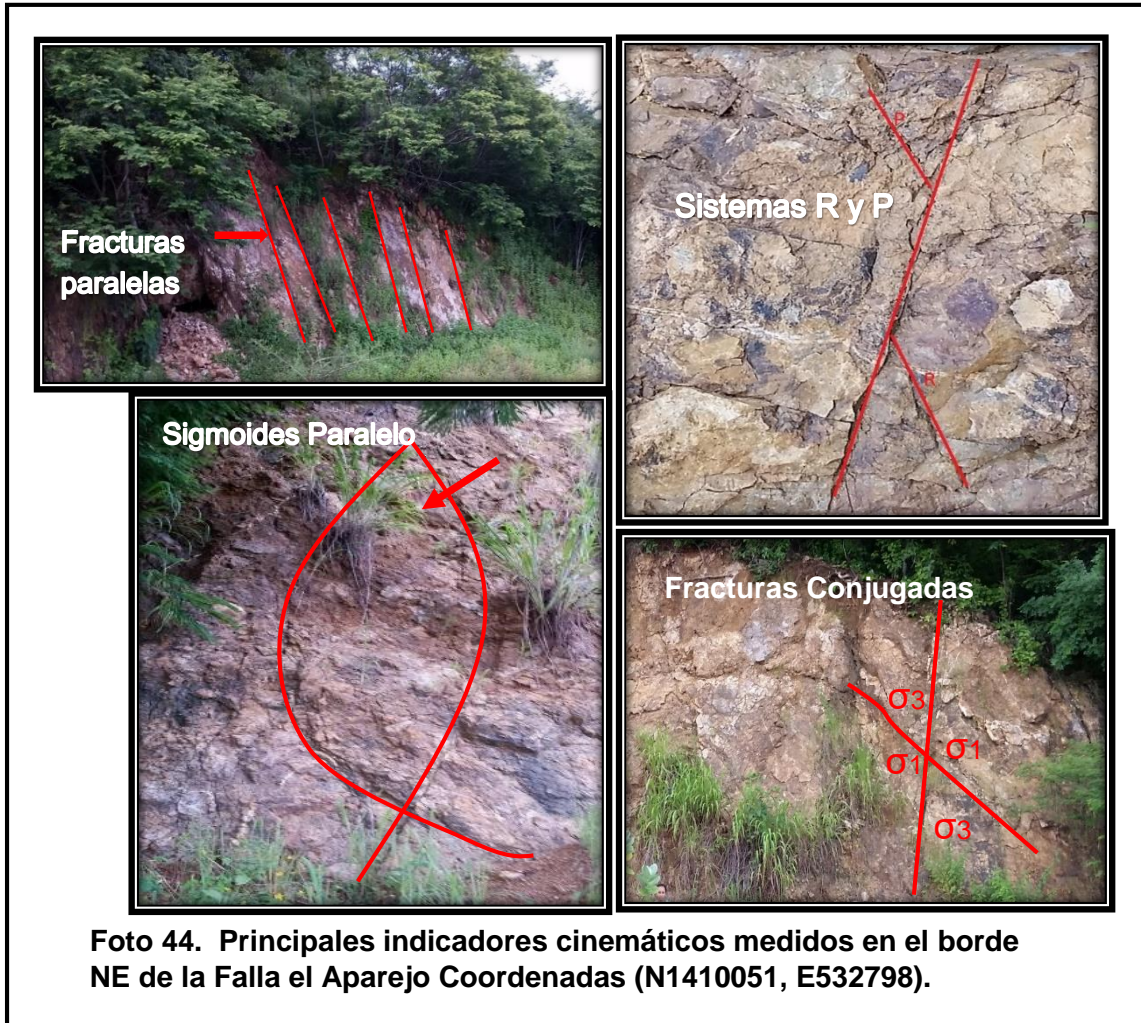 Fracturas
paralelas
Sistemas R y P
P
R
Sigmoides Paralelo
Fracturas Conjugadas
σ3
σ1
σ1
σ3
Foto 44. Principales indicadores cinemáticos medidos en el borde
NE de la Falla el Aparejo Coordenadas (N1410051, E532798).